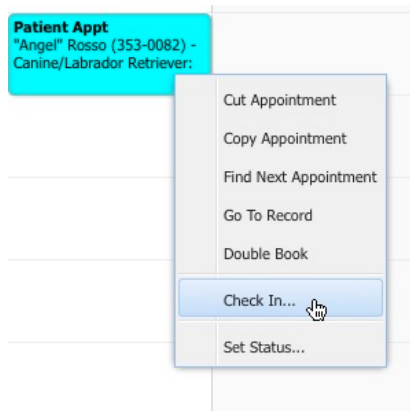 Patient Appt
"Angel" Rosso (353-0082) -
Canine/Labrador Retriever:
Cut Appointment
Copy Appointment
Find Next Appointment
Go To Record
Double Book
Check In...
Set Status...